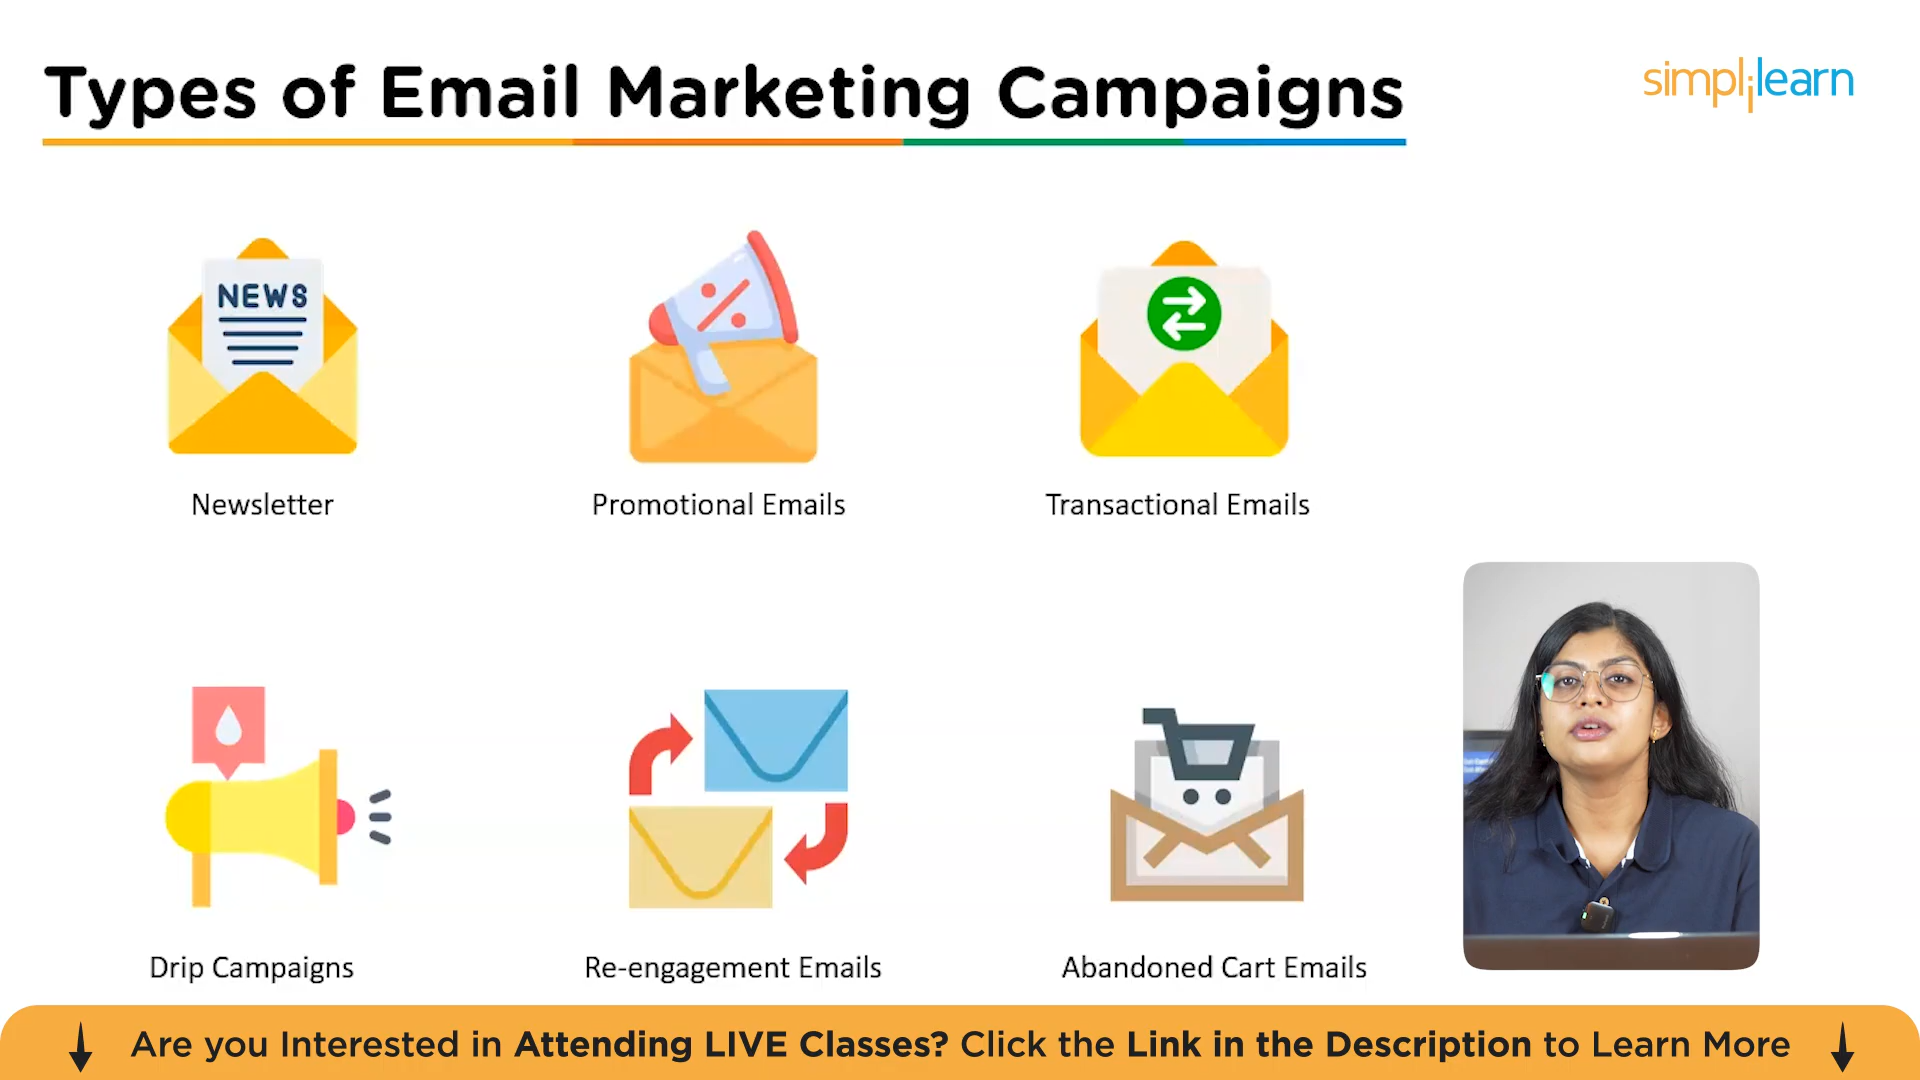 Types of Email Marketing Campaigns
simplilearn
NEWS
Newsletter
Promotional Emails
Transactional Emails
Drip Campaigns
Re-engagement Emails
Abandoned Cart Emails
Are you Interested in Attending LIVE Classes? Click the Link in the Description to Learn More